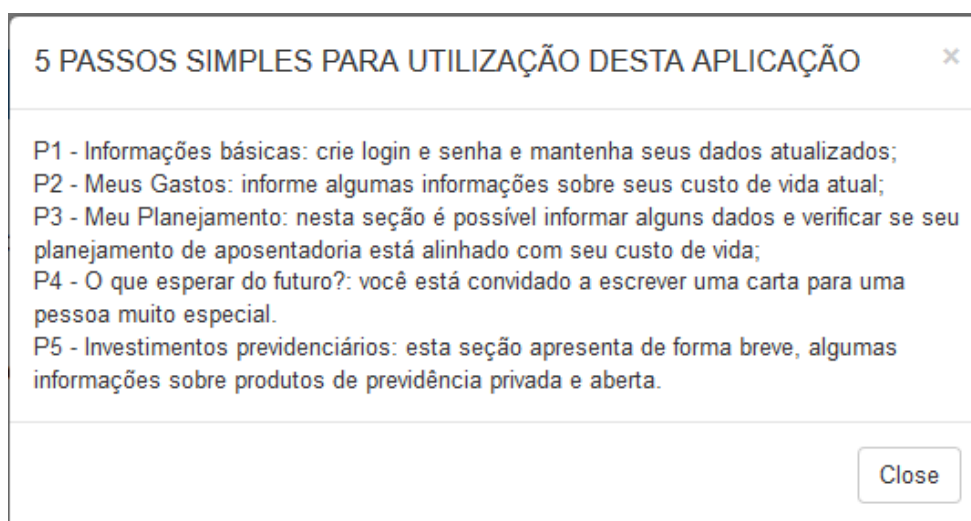 5 PASSOS SIMPLES PARA UTILIZAÇÃO DESTA APLICAÇÃO ×
P1 - Informações básicas: crie login e senha e mantenha seus dados atualizados;
P2 - Meus Gastos: informe algumas informações sobre seus custo de vida atual;
P3 - Meu Planejamento: nesta seção é possível informar alguns dados e verificar se seu
planejamento de aposentadoria está alinhado com seu custo de vida;
P4 - O que esperar do futuro?: você está convidado a escrever uma carta para uma
pessoa muito especial.
P5 - Investimentos previdenciários: esta seção apresenta de forma breve, algumas
informações sobre produtos de previdência privada e aberta.
Close